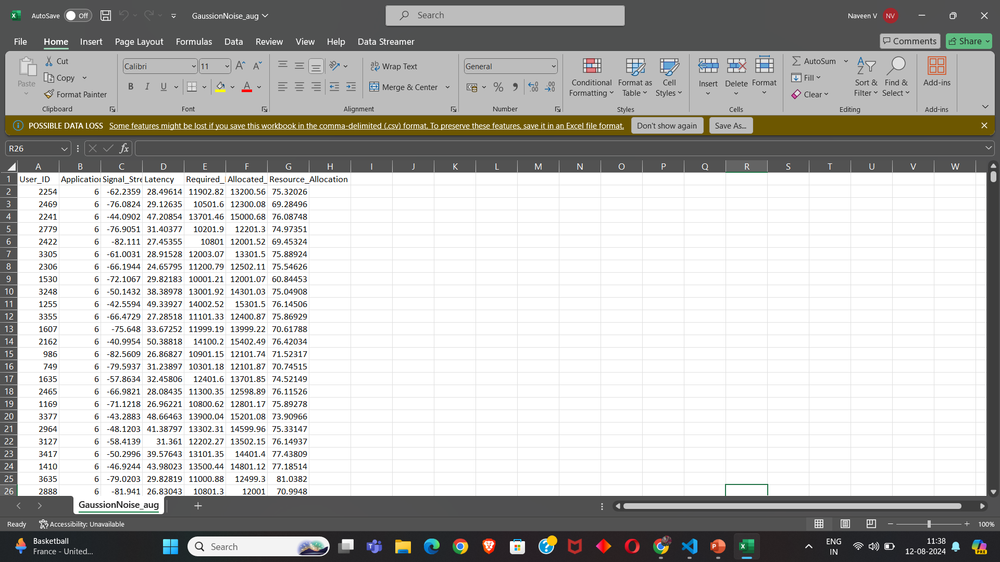 AutoSave Off GaussionNoise_aug Search Naveen V NV
File Home Insert Page Layout Formulas Data Review View Help Data Streamer Comments Share
Paste Cut Copy Format Painter Clipboard
Calibri 11 B I U A Font
Wrap Text Merge & Center Alignment
General % Number
Conditional Formatting Format as Table Cell Styles Styles
Insert Delete Format Cells
AutoSum Fill Clear Sort & Filter Find & Select Editing
Add-ins Add-ins
POSSIBLE DATA LOSS Some features might be lost if you save this workbook in the comma-delimited (.csv) format. To preserve these features, save it in an Excel file format. Don't show again Save As...
R26 fx
A B C D E F G H I J K L M N O P Q R S T U V W
1 User_ID Application Signal_Stre Latency Required_ Allocated_ Resource_Allocation
2 2254 6 -62.2359 28.49614 11902.82 13200.56 75.32026
3 2469 6 -76.0824 29.12635 10501.6 12300.08 69.28496
4 2241 6 -44.0902 47.20854 13701.46 15000.68 76.08748
5 2779 6 -76.9051 31.40377 10201.9 12201.3 74.97351
6 2422 6 -82.111 27.45355 10801 12001.52 69.45324
7 3305 6 -61.0031 28.91528 12003.07 13301.5 75.88924
8 2306 6 -66.1944 24.65795 11200.79 12502.11 75.54626
9 1530 6 -72.1067 29.82183 10001.21 12001.07 60.84453
10 3248 6 -50.1432 38.38978 13001.92 14301.03 75.04908
11 1255 6 -42.5594 49.33927 14002.52 15301.5 76.14506
12 3355 6 -66.4729 27.28518 11101.33 12400.87 75.86929
13 1607 6 -75.648 33.67252 11999.19 13999.22 70.61788
14 2162 6 -40.9954 50.38818 14100.2 15402.49 76.42034
15 986 6 -82.5609 26.86827 10901.15 12101.74 71.52317
16 749 6 -79.5937 31.23897 10301.18 12101.87 70.74515
17 1635 6 -57.8634 32.45806 12401.6 13701.85 74.52149
18 2465 6 -66.9821 28.08435 11300.35 12598.89 76.11526
19 1169 6 -71.1218 26.96221 10800.62 12801.17 75.89278
20 3377 6 -43.2883 48.66463 13900.04 15201.08 73.90966
21 2964 6 -48.1203 41.38797 13302.31 14599.96 75.33147
22 3127 6 -58.4139 31.361 12202.27 13502.15 76.14937
23 3417 6 -50.2996 39.57643 13101.35 14401.4 77.43809
24 1410 6 -46.9244 43.98023 13500.44 14801.12 77.18514
25 3635 6 -79.0203 29.82819 11000.88 12499.3 81.0382
26 2888 6 -81.941 26.83043 10801.3 12001 70.9948
GaussionNoise_aug
Ready Accessibility: Unavailable 100%
Basketball
France - United...
Search
ENG
IN
11:38
12-08-2024
PRE